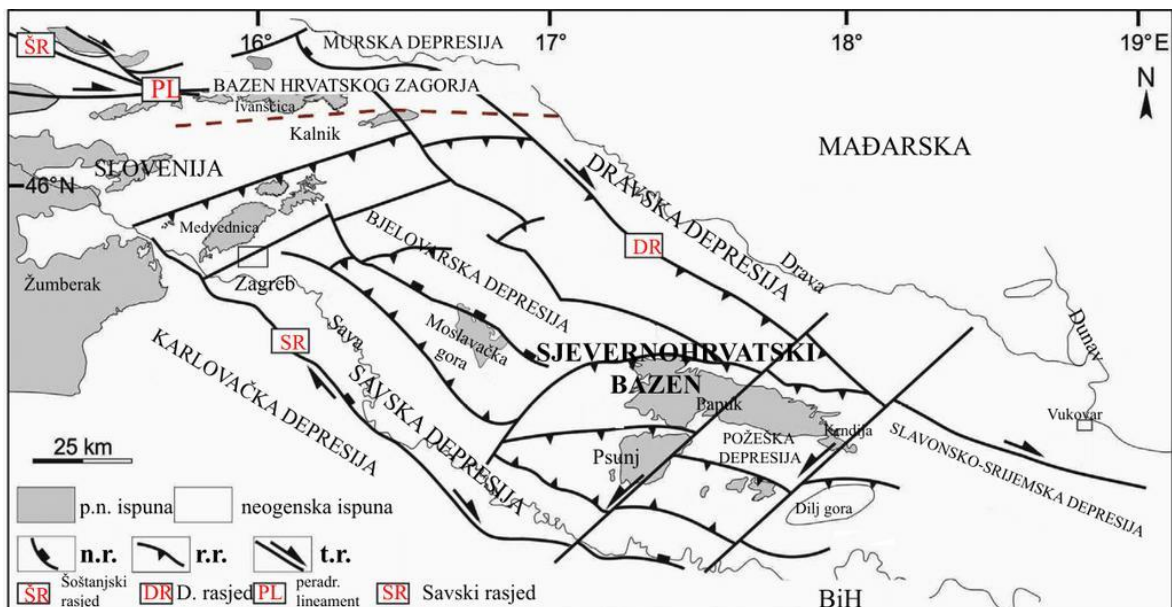 16°
17°
18°
19°E
ŠR
MURSKA DEPRESIJA
N
PL
BAZEN HRVATSKOG ZAGORJA
Ivanščica
Kalnik
MAĐARSKA
SLOVENIJA
46°N
DRAVSKA DEPRESIJA
Medvednica
BJELOVARSKA DEPRESIJA
DR
Drava
Žumberak
Zagreb
Dunav
Sava
Moslavačka
gora
SR
SJEVERNOHRVATSKI
BAZEN
KARLOVAČKA DEPRESIJA
SAVSKA DEPRESIJA
Papuk
Vukovar
Krndija
POŽEŠKA
DEPRESIJA
SLAVONSKO-SRIJEMSKA DEPRESIJA
25 km
Psunj
Dilj gora
p.n. ispuna
neogenska ispuna
n.r.
r.r.
t.r.
ŠR Šoštanjski
rasjed
DR D. rasjed
PL peradr.
lineament
SR Savski rasjed
BiH